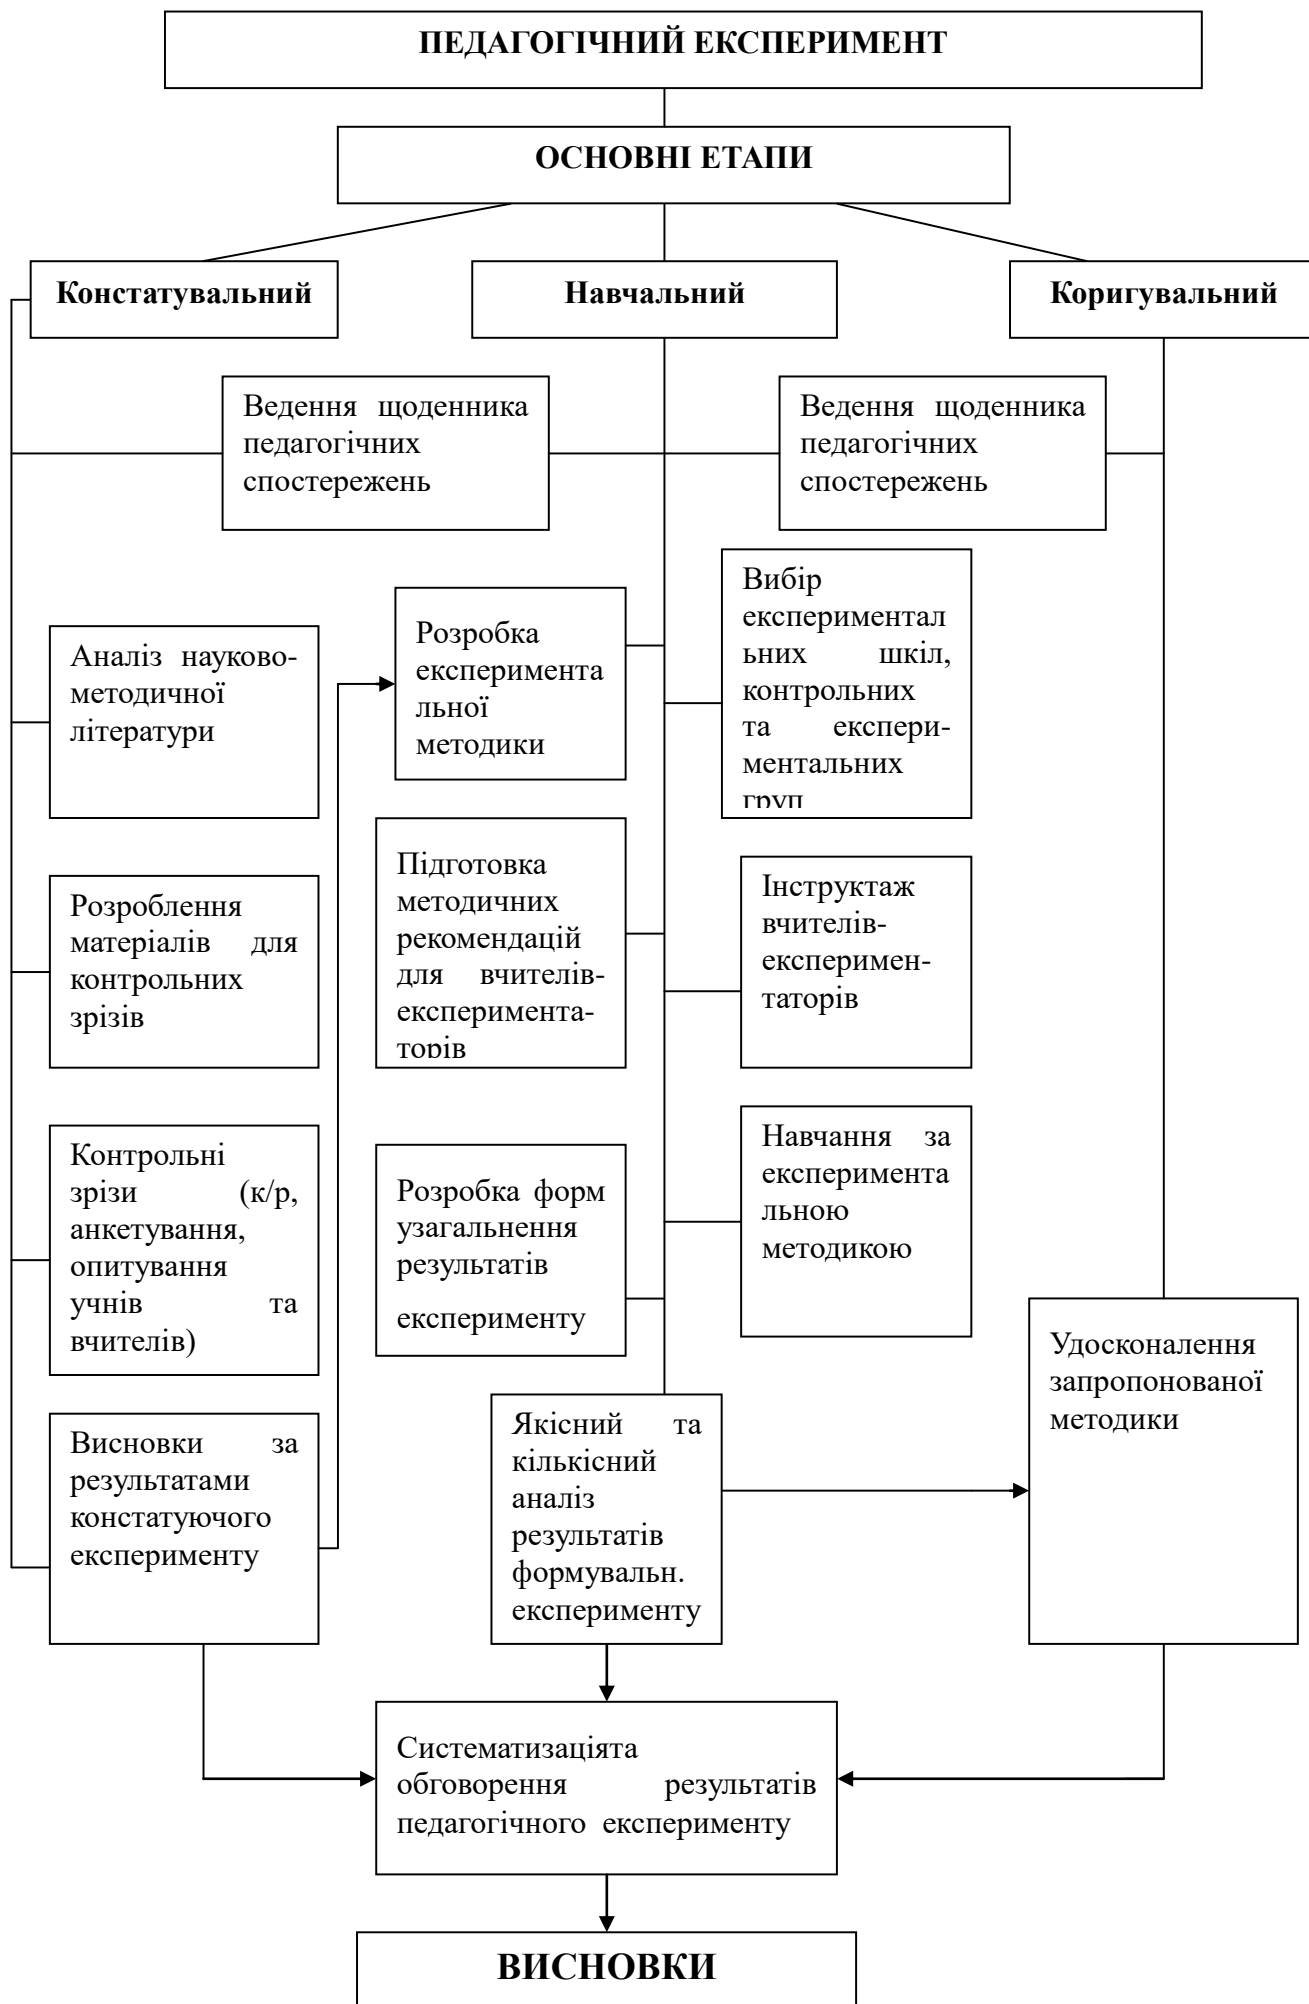 ПЕДАГОГІЧНИЙ ЕКСПЕРИМЕНТ
ОСНОВНІ ЕТАПИ
Констатувальний
Навчальний
Коригувальний
Ведення щоденника
педагогічних
спостережень
Ведення щоденника
педагогічних
спостережень
Аналіз науково-
методичної
літератури
Розробка
експеримента
льної
методики
Вибір
експериментал
ьних шкіл,
контрольних
та експери-
ментальних
груп
Розроблення
матеріалів для
контрольних
зрізів
Підготовка
методичних
рекомендацій
для вчителів-
експеримента-
торів
Інструктаж
вчителів-
експеримен-
таторів
Контрольні
зрізи (к/р,
анкетування,
опитування
учнів та
вчителів)
Розробка форм
узагальнення
результатів
експерименту
Навчання за
експеримента
льною
методикою
Висновки за
результатами
констатуючого
експерименту
Якісний та
кількісний
аналіз
результатів
формувальн.
експерименту
Удосконалення
запропонованої
методики
Систематизаціята
обговорення результатів
педагогічного експерименту
ВИСНОВКИ